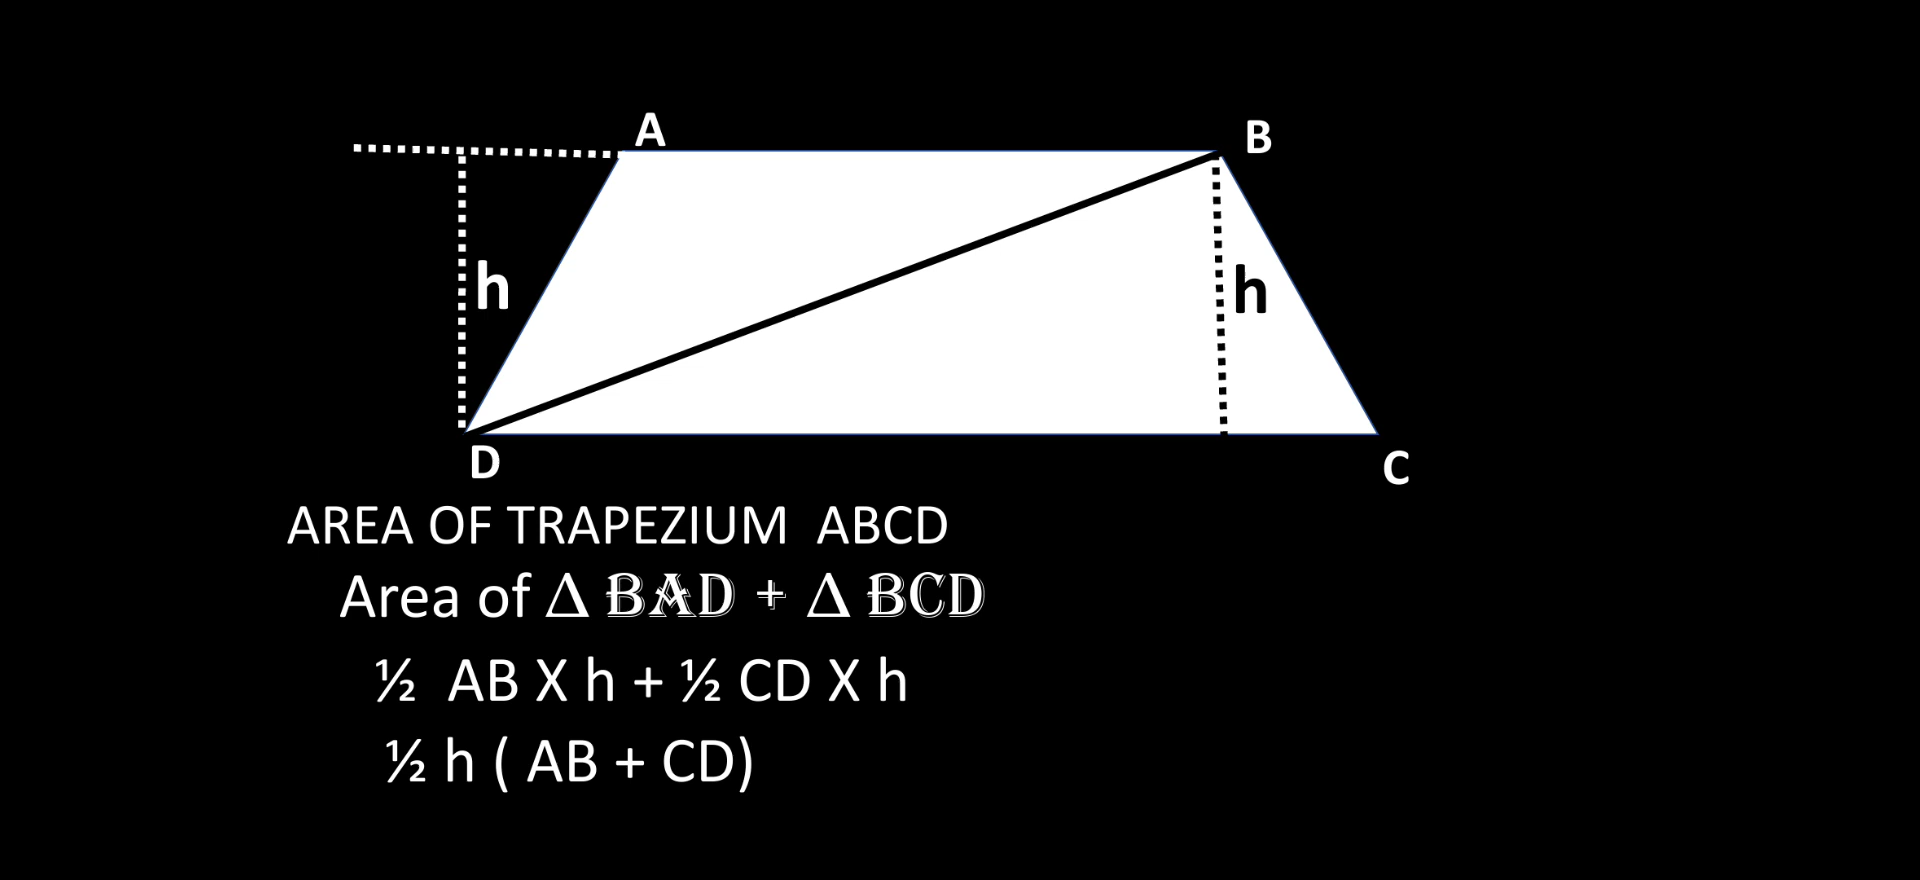 A
B
h
h
D
C
AREA OF TRAPEZIUM ABCD
Area of Δ BAD + Δ BCD
½ AB X h + ½ CD X h
½ h ( AB + CD)